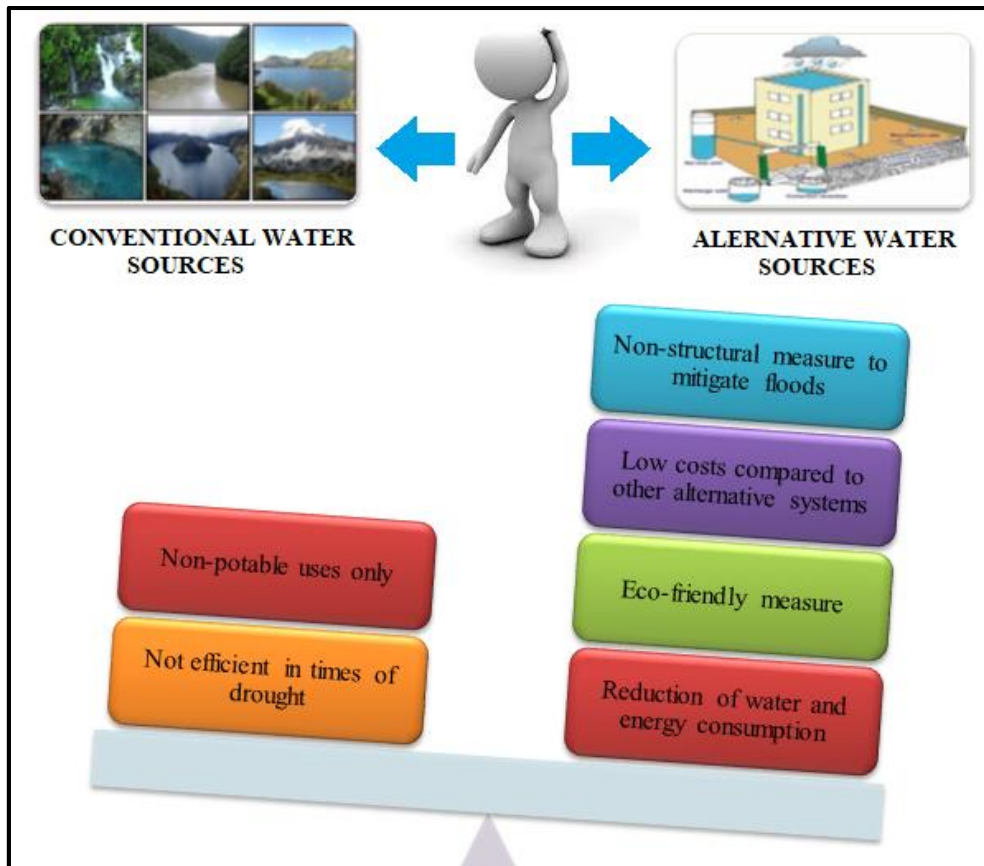 CONVENTIONAL WATER
SOURCES
ALERNATIVE WATER
SOURCES
Non-structural measure to
mitigate floods
Low costs compared to
other alternative systems
Non-potable uses only
Eco-friendly measure
Not efficient in times of
drought
Reduction of water and
energy consumption